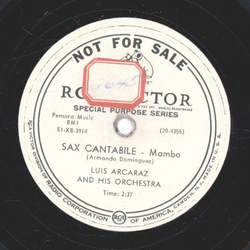 NOT FOR SALE
SPECIAL PURPOSE SERIES
Pemora Music
BMI
E1-XB-3914
(20-4355)
SAX CANTABILE - Mambo
(Armando Dominguez)
LUIS ARCARAZ
AND HIS ORCHESTRA
Time: 2:37
RCA
RADIO CORPORATION OF AMERICA, CAMDEN,